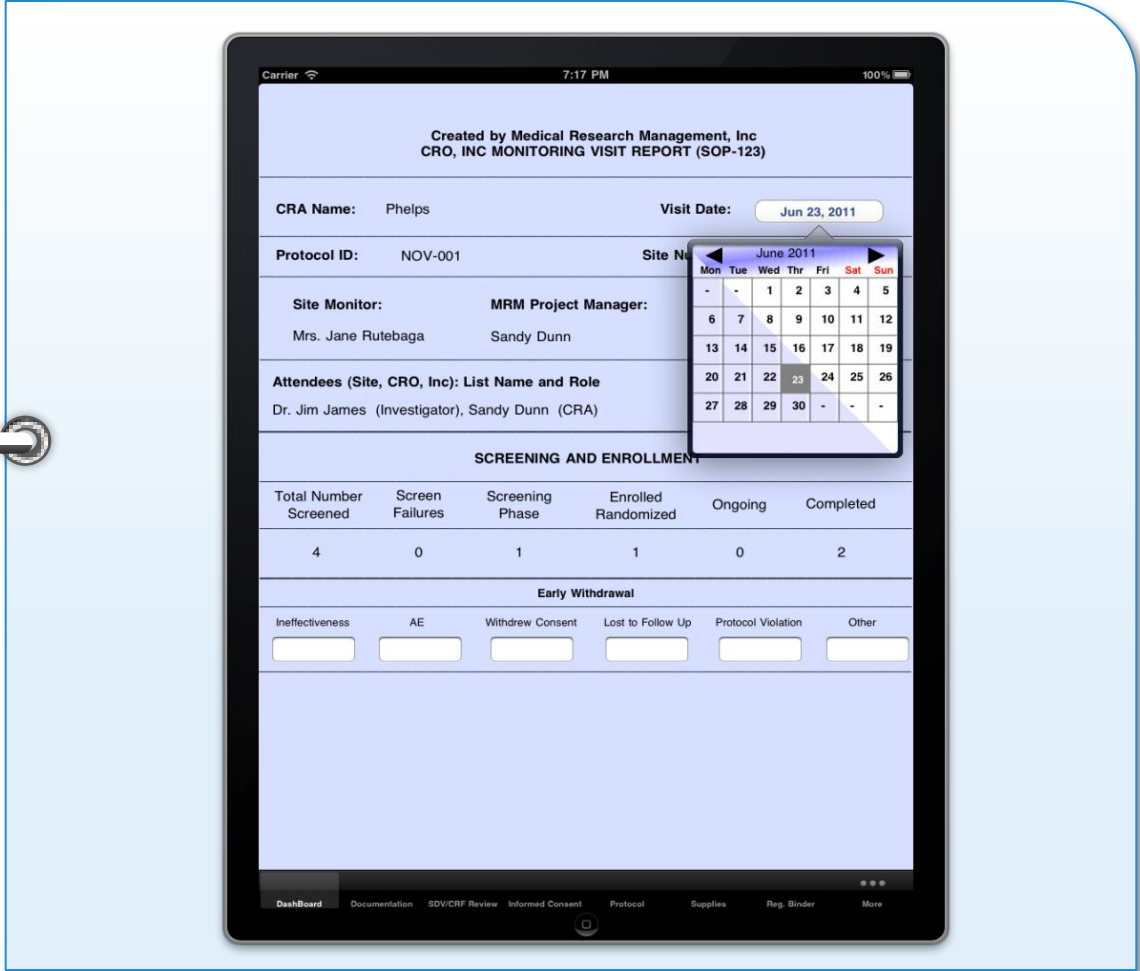 Carrier 7:17 PM 100%
Created by Medical Research Management, Inc
CRO, INC MONITORING VISIT REPORT (SOP-123)
CRA Name: Phelps Visit Date: Jun 23, 2011
Protocol ID: NOV-001 Site Nu
June 2011
Mon Tue Wed Thr Fri Sat Sun
- - 1 2 3 4 5
6 7 8 9 10 11 12
13 14 15 16 17 18 19
20 21 22 23 24 25 26
27 28 29 30 - - -
Site Monitor: MRM Project Manager:
Mrs. Jane Rutebaga Sandy Dunn
Attendees (Site, CRO, Inc): List Name and Role
Dr. Jim James (Investigator), Sandy Dunn (CRA)
SCREENING AND ENROLLMENT
Total Number Screened Screen Failures Screening Phase Enrolled Randomized Ongoing Completed
4 0 1 1 0 2
Early Withdrawal
Ineffectiveness AE Withdrew Consent Lost to Follow Up Protocol Violation Other
DashBoard Documentation SDV/CRF Review Informed Consent Protocol Supplies Reg. Binder More